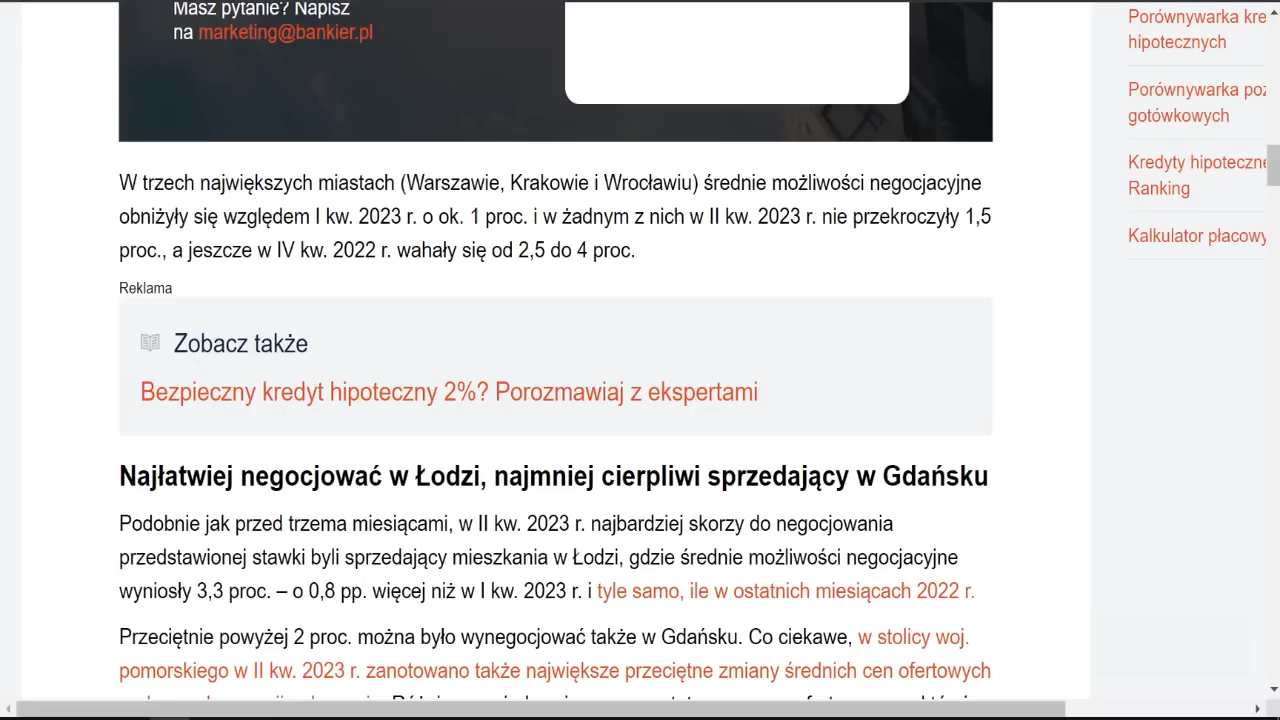 Masz pytanie? Napisz
na marketing@bankier.pl
W trzech największych miastach (Warszawie, Krakowie i Wrocławiu) średnie możliwości negocjacyjne
obniżyły się względem I kw. 2023 r. o ok. 1 proc. i w żadnym z nich w II kw. 2023 r. nie przekroczyły 1,5
proc., a jeszcze w IV kw. 2022 r. wahały się od 2,5 do 4 proc.
Reklama
Zobacz także
Bezpieczny kredyt hipoteczny 2%? Porozmawiaj z ekspertami
Najłatwiej negocjować w Łodzi, najmniej cierpliwi sprzedający w Gdańsku
Podobnie jak przed trzema miesiącami, w II kw. 2023 r. najbardziej skorzy do negocjowania
przedstawionej stawki byli sprzedający mieszkania w Łodzi, gdzie średnie możliwości negocjacyjne
wyniosły 3,3 proc. – o 0,8 pp. więcej niż w I kw. 2023 r. i tyle samo, ile w ostatnich miesiącach 2022 r.
Przeciętnie powyżej 2 proc. można było wynegocjować także w Gdańsku. Co ciekawe, w stolicy woj.
pomorskiego w II kw. 2023 r. zanotowano także największe przeciętne zmiany średnich cen ofertowych
Porównywarka kre
hipotecznych
Porównywarka poż
gotówkowych
Kredyty hipoteczne
Ranking
Kalkulator płacowy